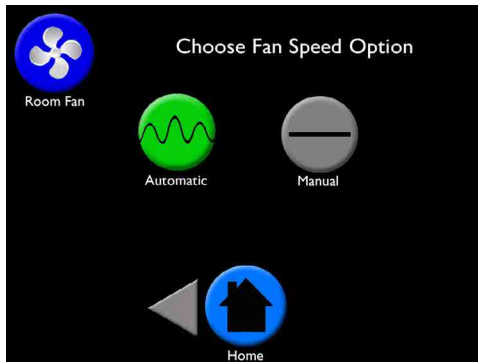 Choose Fan Speed Option
Room Fan
Automatic
Manual
Home